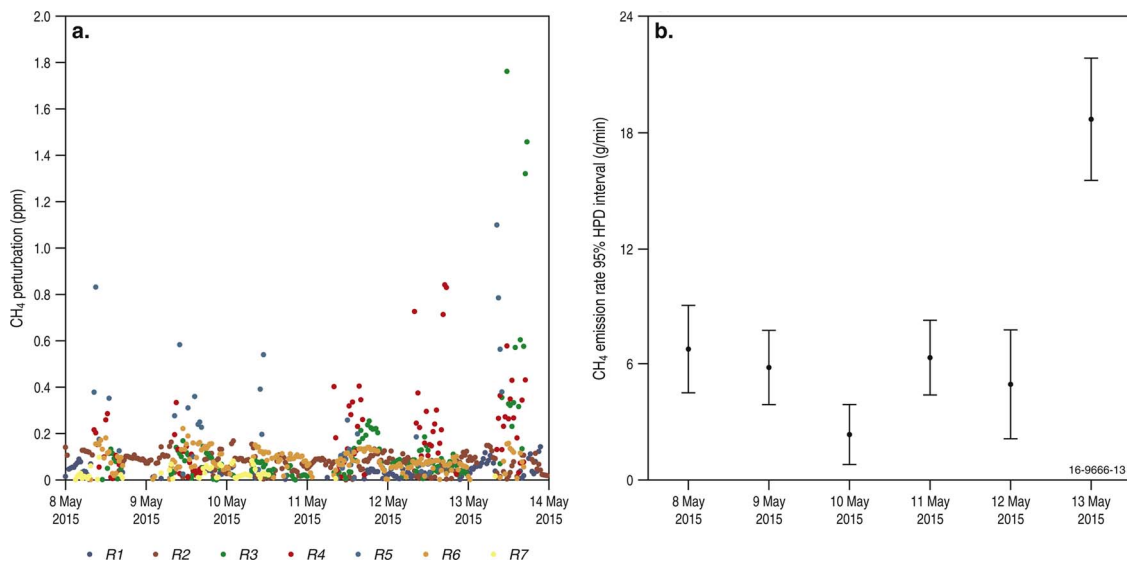 a.
CH4 perturbation (ppm)
2.0
1.8
1.6
1.4
1.2
1.0
0.8
0.6
0.4
0.2
0
8 May 9 May 10 May 11 May 12 May 13 May 14 May
2015 2015 2015 2015 2015 2015 2015
R1 R2 R3 R4 R5 R6 R7
b.
CH4 emission rate 95% HPD interval (g/min)
24
18
12
6
0
16-9666-13
8 May 9 May 10 May 11 May 12 May 13 May
2015 2015 2015 2015 2015 2015